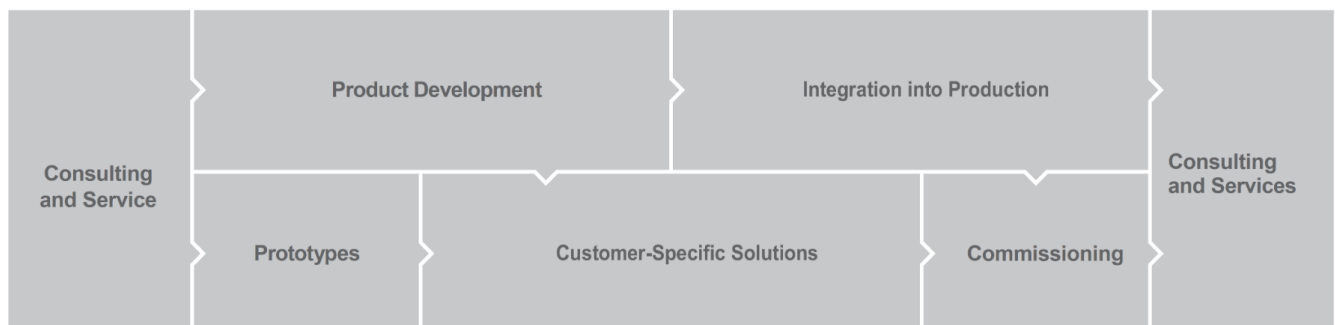 Consulting
and Service
Product Development
Integration into Production
Prototypes
Customer-Specific Solutions
Commissioning
Consulting
and Services